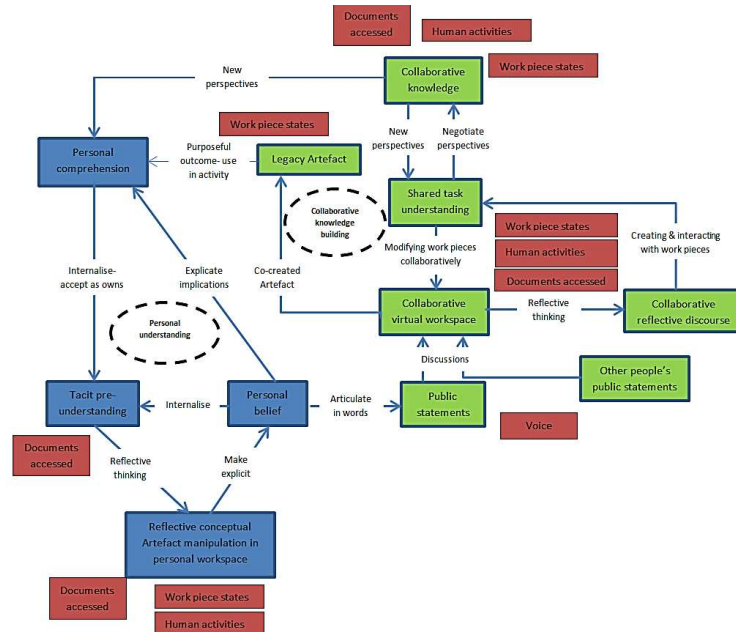 Documents
accessed
Human activities
Collaborative
knowledge
Work piece states
New
perspectives
Work piece states
New
perspectives
Negotiate
perspectives
Personal
comprehension
Purposeful
outcome- use
in activity
Legacy Artefact
Shared task
understanding
Collaborative
knowledge
building
Work piece states
Human activities
Documents accessed
Creating & interacting
with work pieces
Modifying work pieces
collaboratively
Internalise-
accept as owns
Explicate
implications
Co-created
Artefact
Collaborative
virtual workspace
Reflective
thinking
Collaborative
reflective discourse
Personal
understanding
Discussions
Other people's
public statements
Tacit pre-
understanding
Internalise
Personal
belief
Articulate
in words
Public
statements
Voice
Documents
accessed
Reflective
thinking
Make
explicit
Reflective conceptual
Artefact manipulation in
personal workspace
Documents
accessed
Work piece states
Human activities